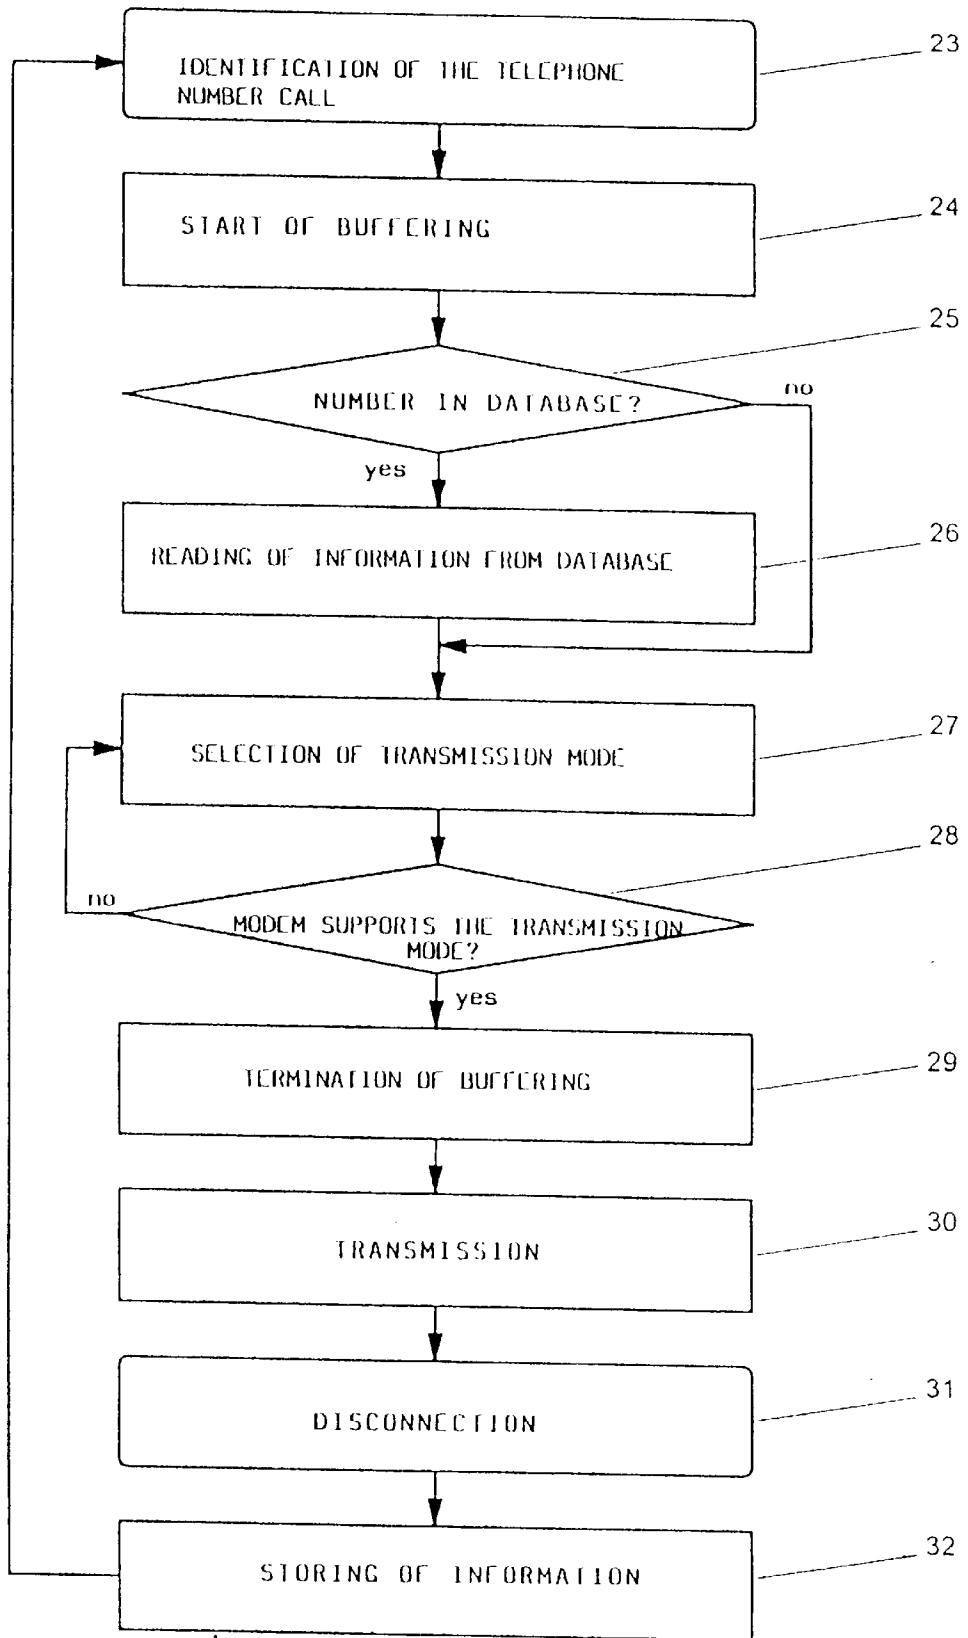 IDENTIFICATION OF THE TELEPHONE
NUMBER CALL
23
START OF BUFFERING
24
25
NUMBER IN DATABASE?
no
yes
READING OF INFORMATION FROM DATABASE
26
SELECTION OF TRANSMISSION MODE
27
28
no
MODEM SUPPORTS THE TRANSMISSION
MODE?
yes
TERMINATION OF BUFFERING
29
TRANSMISSION
30
DISCONNECTION
31
STORING OF INFORMATION
32